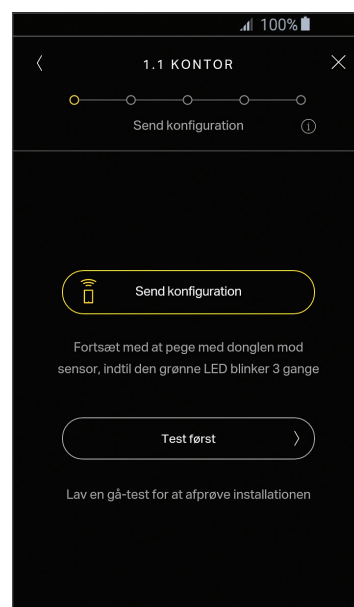 100%
1.1 KONTOR
Send konfiguration
Send konfiguration
Fortsæt med at pege med donglen mod
sensor, indtil den grønne LED blinker 3 gange
Test først
Lav en gå-test for at afprøve installationen